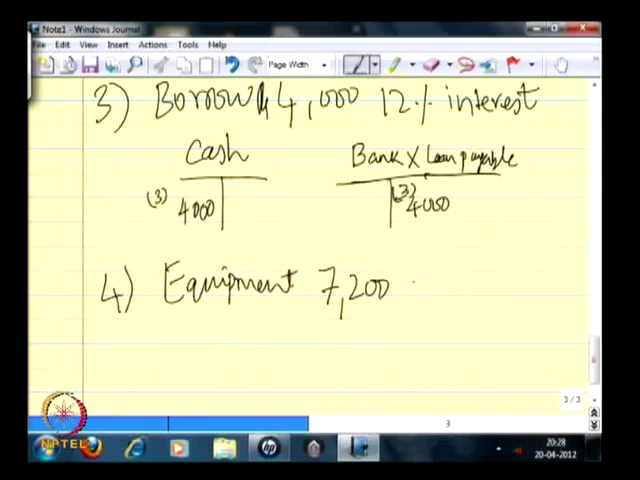 Note1 - Windows Journal
File Edit View Insert Actions Tools Help
Page Width
3) Borrow 4,000 12% interest
Cash Bank X Loan payable
(3) 4000 (3) 4000
4) Equipment 7,200
3/3
3
NPTEL
hp
20:28
20-04-2012